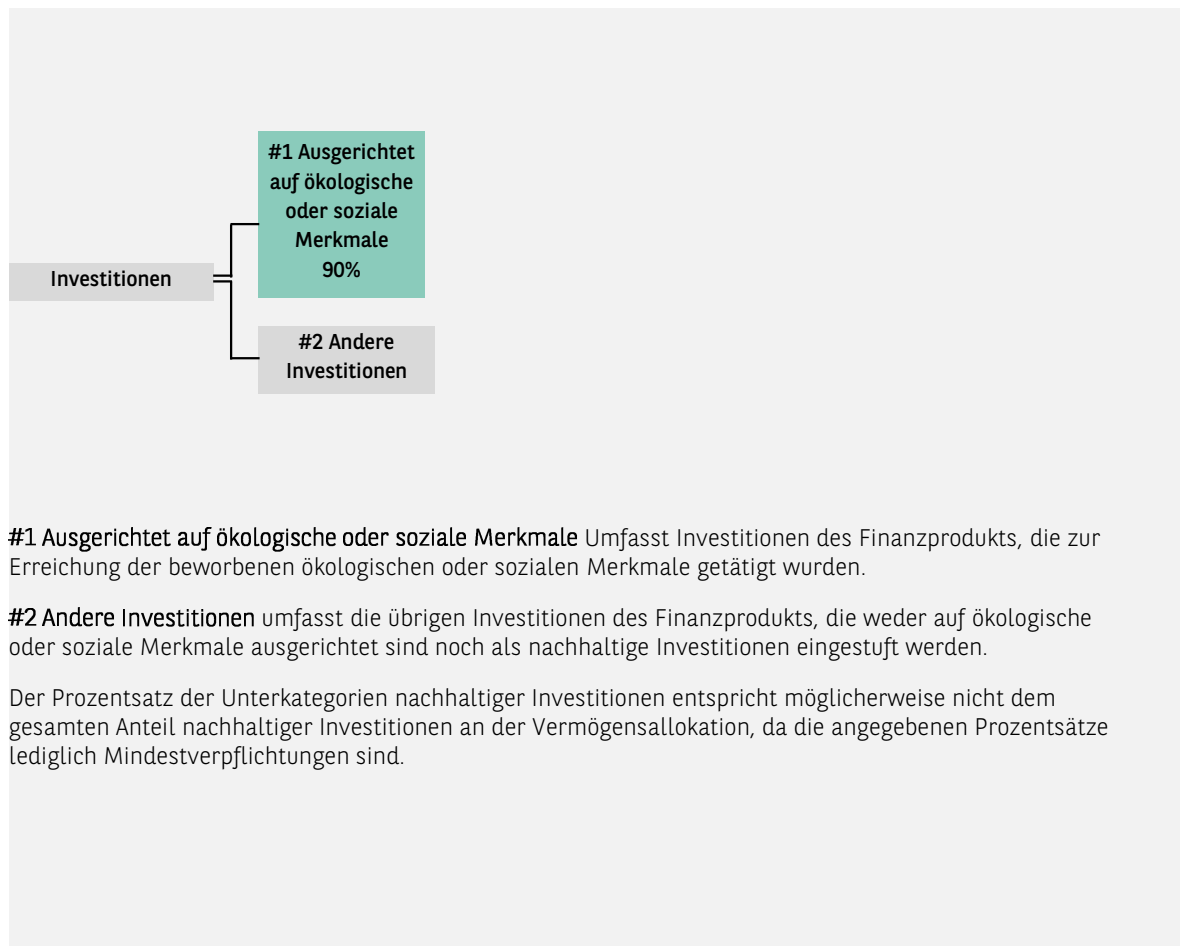 #1 Ausgerichtet
auf ökologische
oder soziale
Merkmale
90%
Investitionen
#2 Andere
Investitionen
#1 Ausgerichtet auf ökologische oder soziale Merkmale Umfasst Investitionen des Finanzprodukts, die zur
Erreichung der beworbenen ökologischen oder sozialen Merkmale getätigt wurden.
#2 Andere Investitionen umfasst die übrigen Investitionen des Finanzprodukts, die weder auf ökologische
oder soziale Merkmale ausgerichtet sind noch als nachhaltige Investitionen eingestuft werden.
Der Prozentsatz der Unterkategorien nachhaltiger Investitionen entspricht möglicherweise nicht dem
gesamten Anteil nachhaltiger Investitionen an der Vermögensallokation, da die angegebenen Prozentsätze
lediglich Mindestverpflichtungen sind.